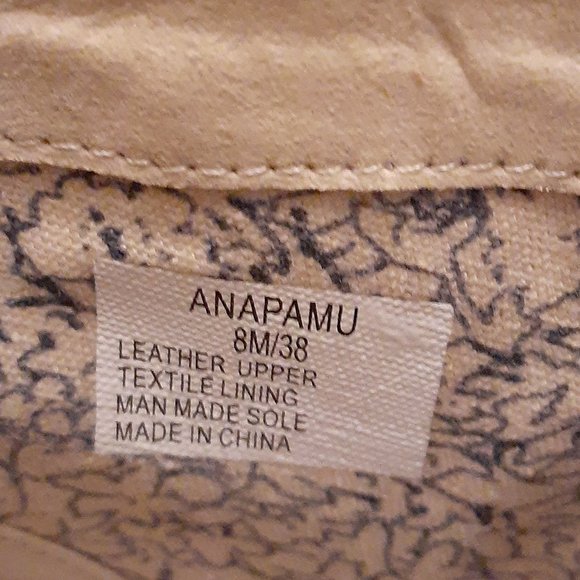 ANAPAMU
8M/38
LEATHER UPPER
TEXTILE LINING
MAN MADE SOLE
MADE IN CHINA